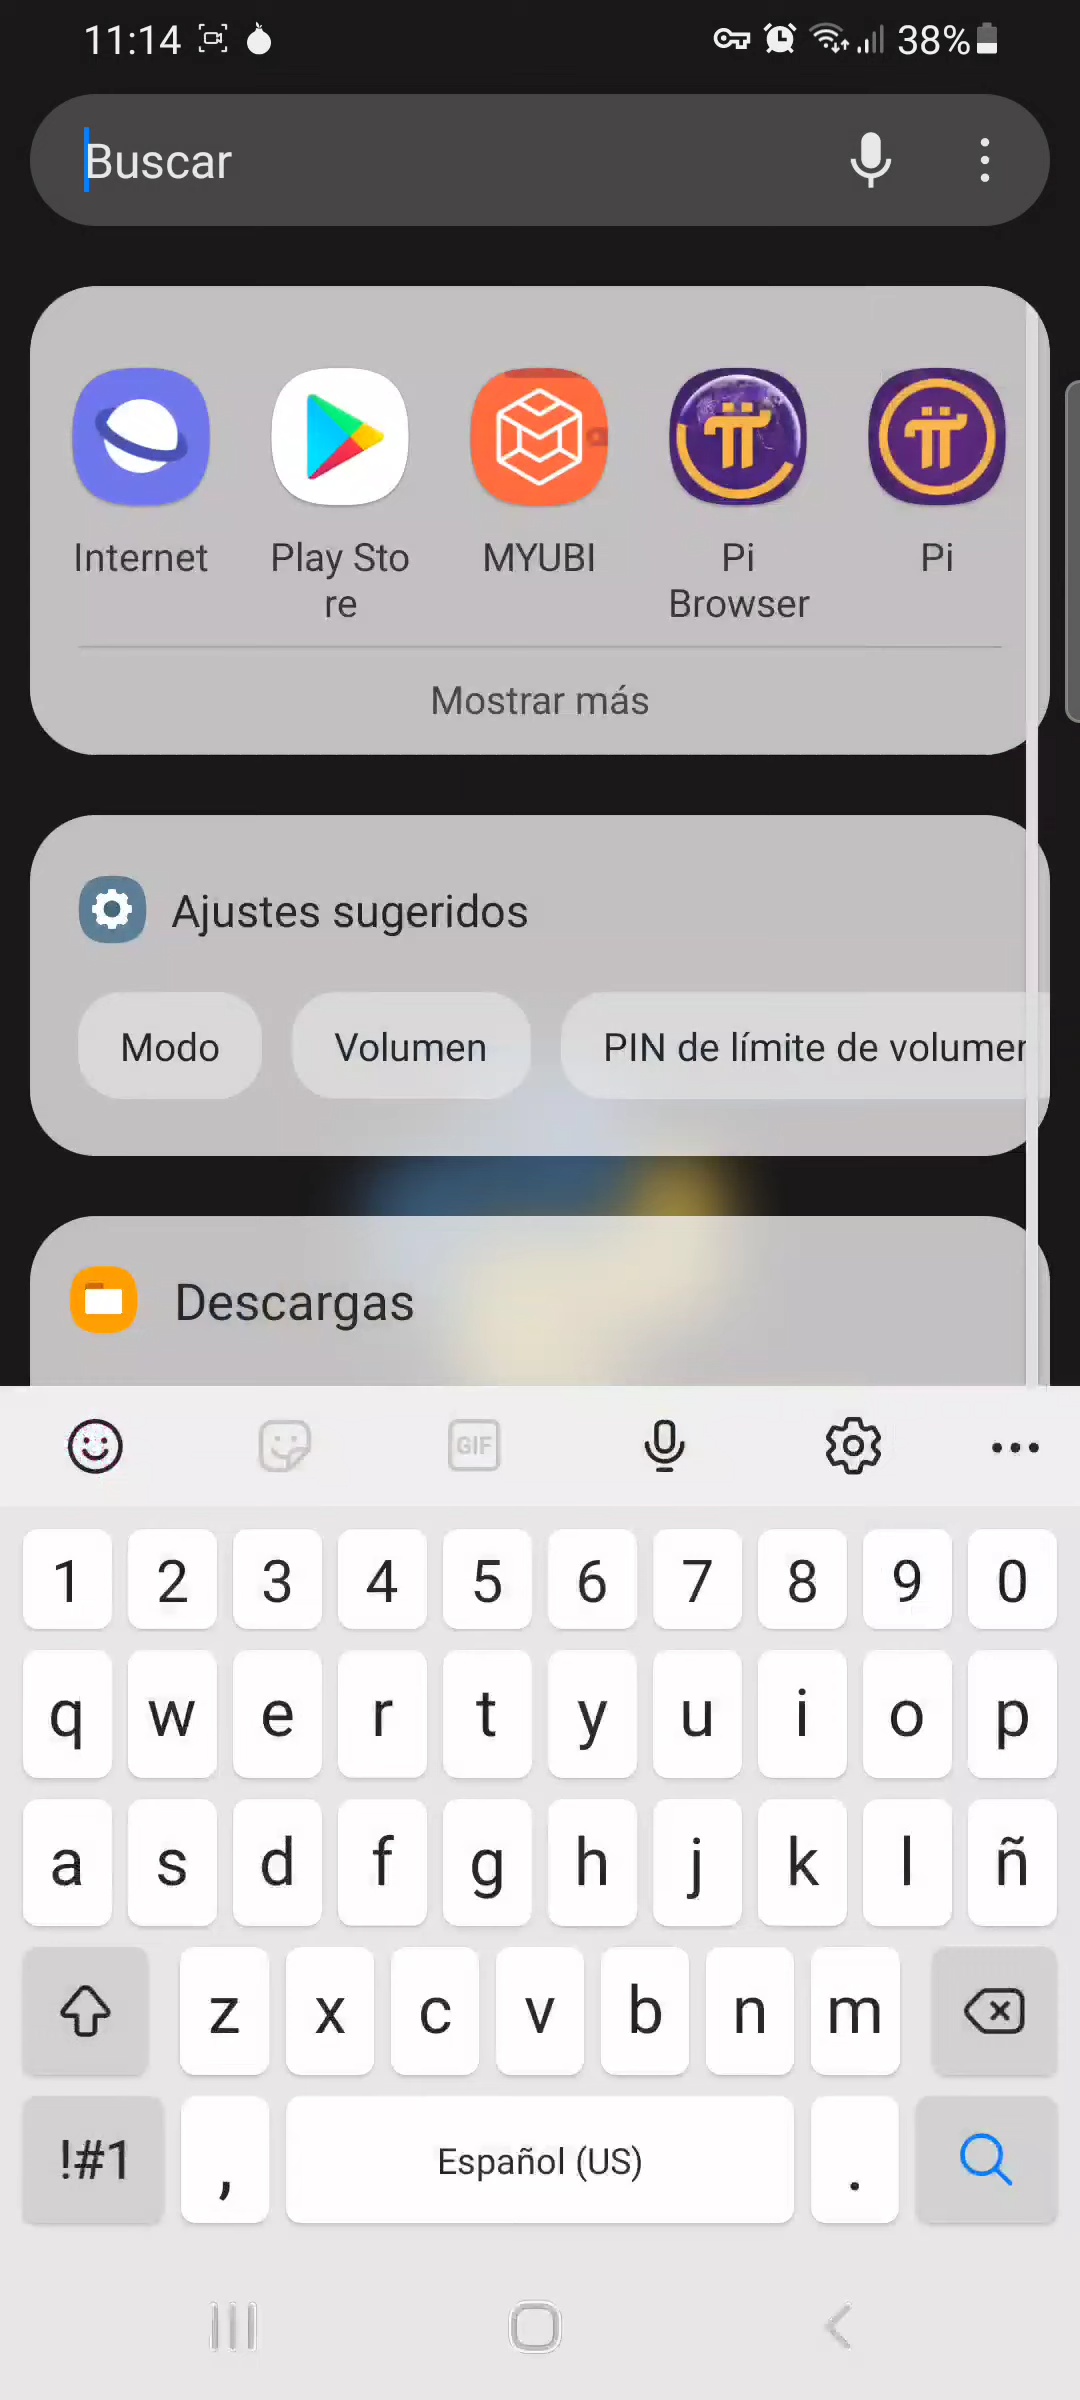 11:14 38%
Buscar
Internet Play Sto MYUBI Pi Pi
re Browser
Mostrar más
Ajustes sugeridos
Modo Volumen PIN de límite de volumen
Descargas
GIF
1 2 3 4 5 6 7 8 9 0
q w e r t y u i o p
a s d f g h j k l ñ
z x c v b n m
!#1 , Español (US) .